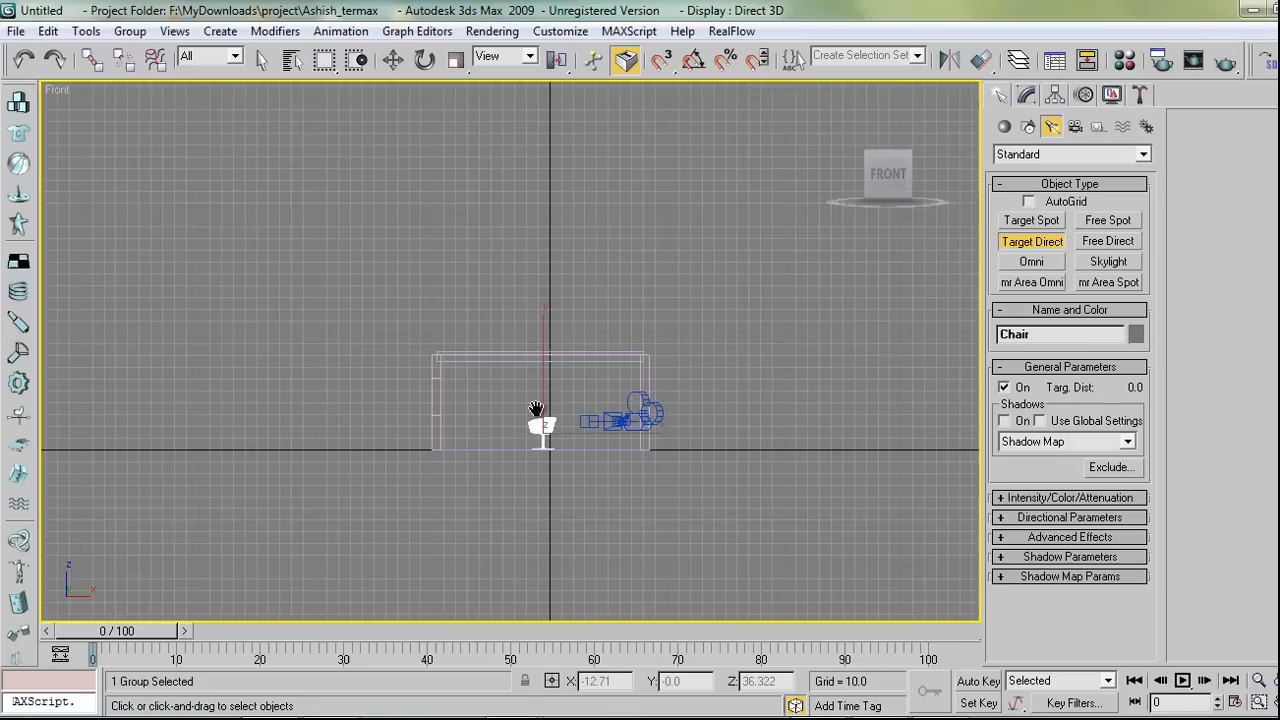 Untitled - Project Folder: F:\MyDownloads\project\Ashish_termax - Autodesk 3ds Max 2009 - Unregistered Version - Display : Direct 3D
File Edit Tools Group Views Create Modifiers Animation Graph Editors Rendering Customize MAXScript Help RealFlow
All View 3 % ABC Create Selection Set
Front
FRONT
Standard
- Object Type
AutoGrid
Target Spot Free Spot
Target Direct Free Direct
Omni Skylight
mr Area Omni mr Area Spot
- Name and Color
Chair
- General Parameters
On Targ. Dist: 0.0
Shadows
On Use Global Settings
Shadow Map
Exclude...
+ Intensity/Color/Attenuation
+ Directional Parameters
+ Advanced Effects
+ Shadow Parameters
+ Shadow Map Params
z
z x
< 0 / 100 >
0 10 20 30 40 50 60 70 80 90 100
1 Group Selected X: -12.71 Y: -0.0 Z: 36.322 Grid = 10.0 Auto Key Selected
AXScript. Click or click-and-drag to select objects Add Time Tag Set Key Key Filters... 0